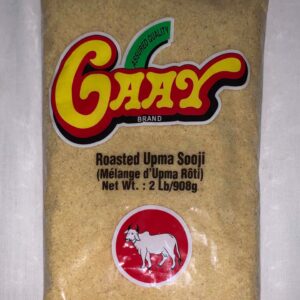 ASSURED QUALITY
GAAY
BRAND
Roasted Upma Sooji
(Mélange d'Upma Rôti)
Net Wt. : 2 Lb/908g